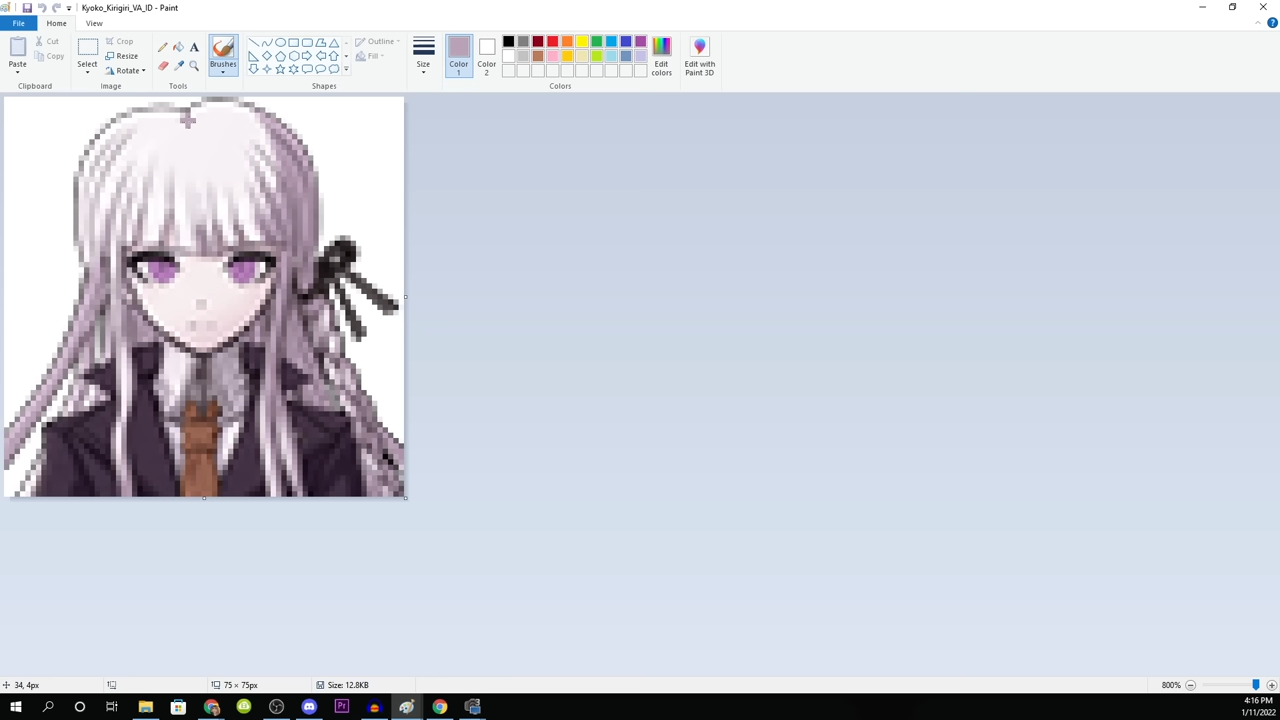 Kyoko_Kirigiri_VA_ID - Paint
File Home View
Paste Cut Copy Clipboard
Select Crop Resize Rotate Image
A Tools
Brushes
Outline Fill Shapes
Size
Color 1 Color 2 Edit colors Colors
Edit with Paint 3D
34, 4px 75 × 75px Size: 12.8KB 800%
Pr
4:16 PM
1/11/2022